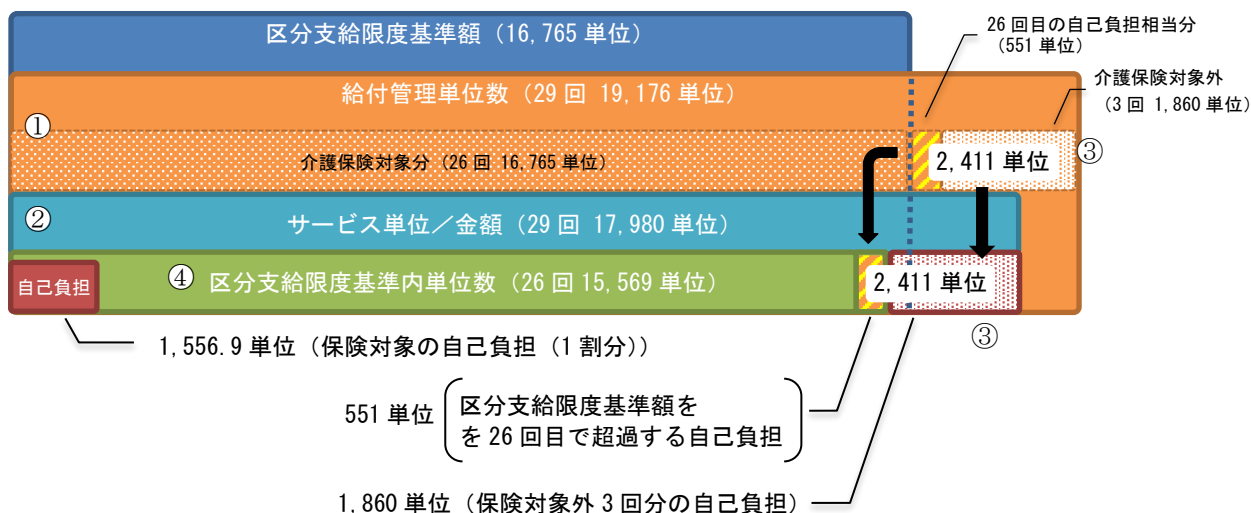 区分支給限度基準額（16,765 単位）
26 回目の自己負担相当分
（551 単位）
給付管理単位数（29 回 19,176 単位）
介護保険対象外
（3 回 1,860 単位）
①
介護保険対象分（26 回 16,765 単位）
2,411 単位
③
②
サービス単位／金額（29 回 17,980 単位）
自己負担
④
区分支給限度基準内単位数（26 回 15,569 単位）
2,411 単位
③
1,556.9 単位（保険対象の自己負担（1 割分））
551 単位
区分支給限度基準額を
を 26 回目で超過する自己負担
1,860 単位（保険対象外 3 回分の自己負担）